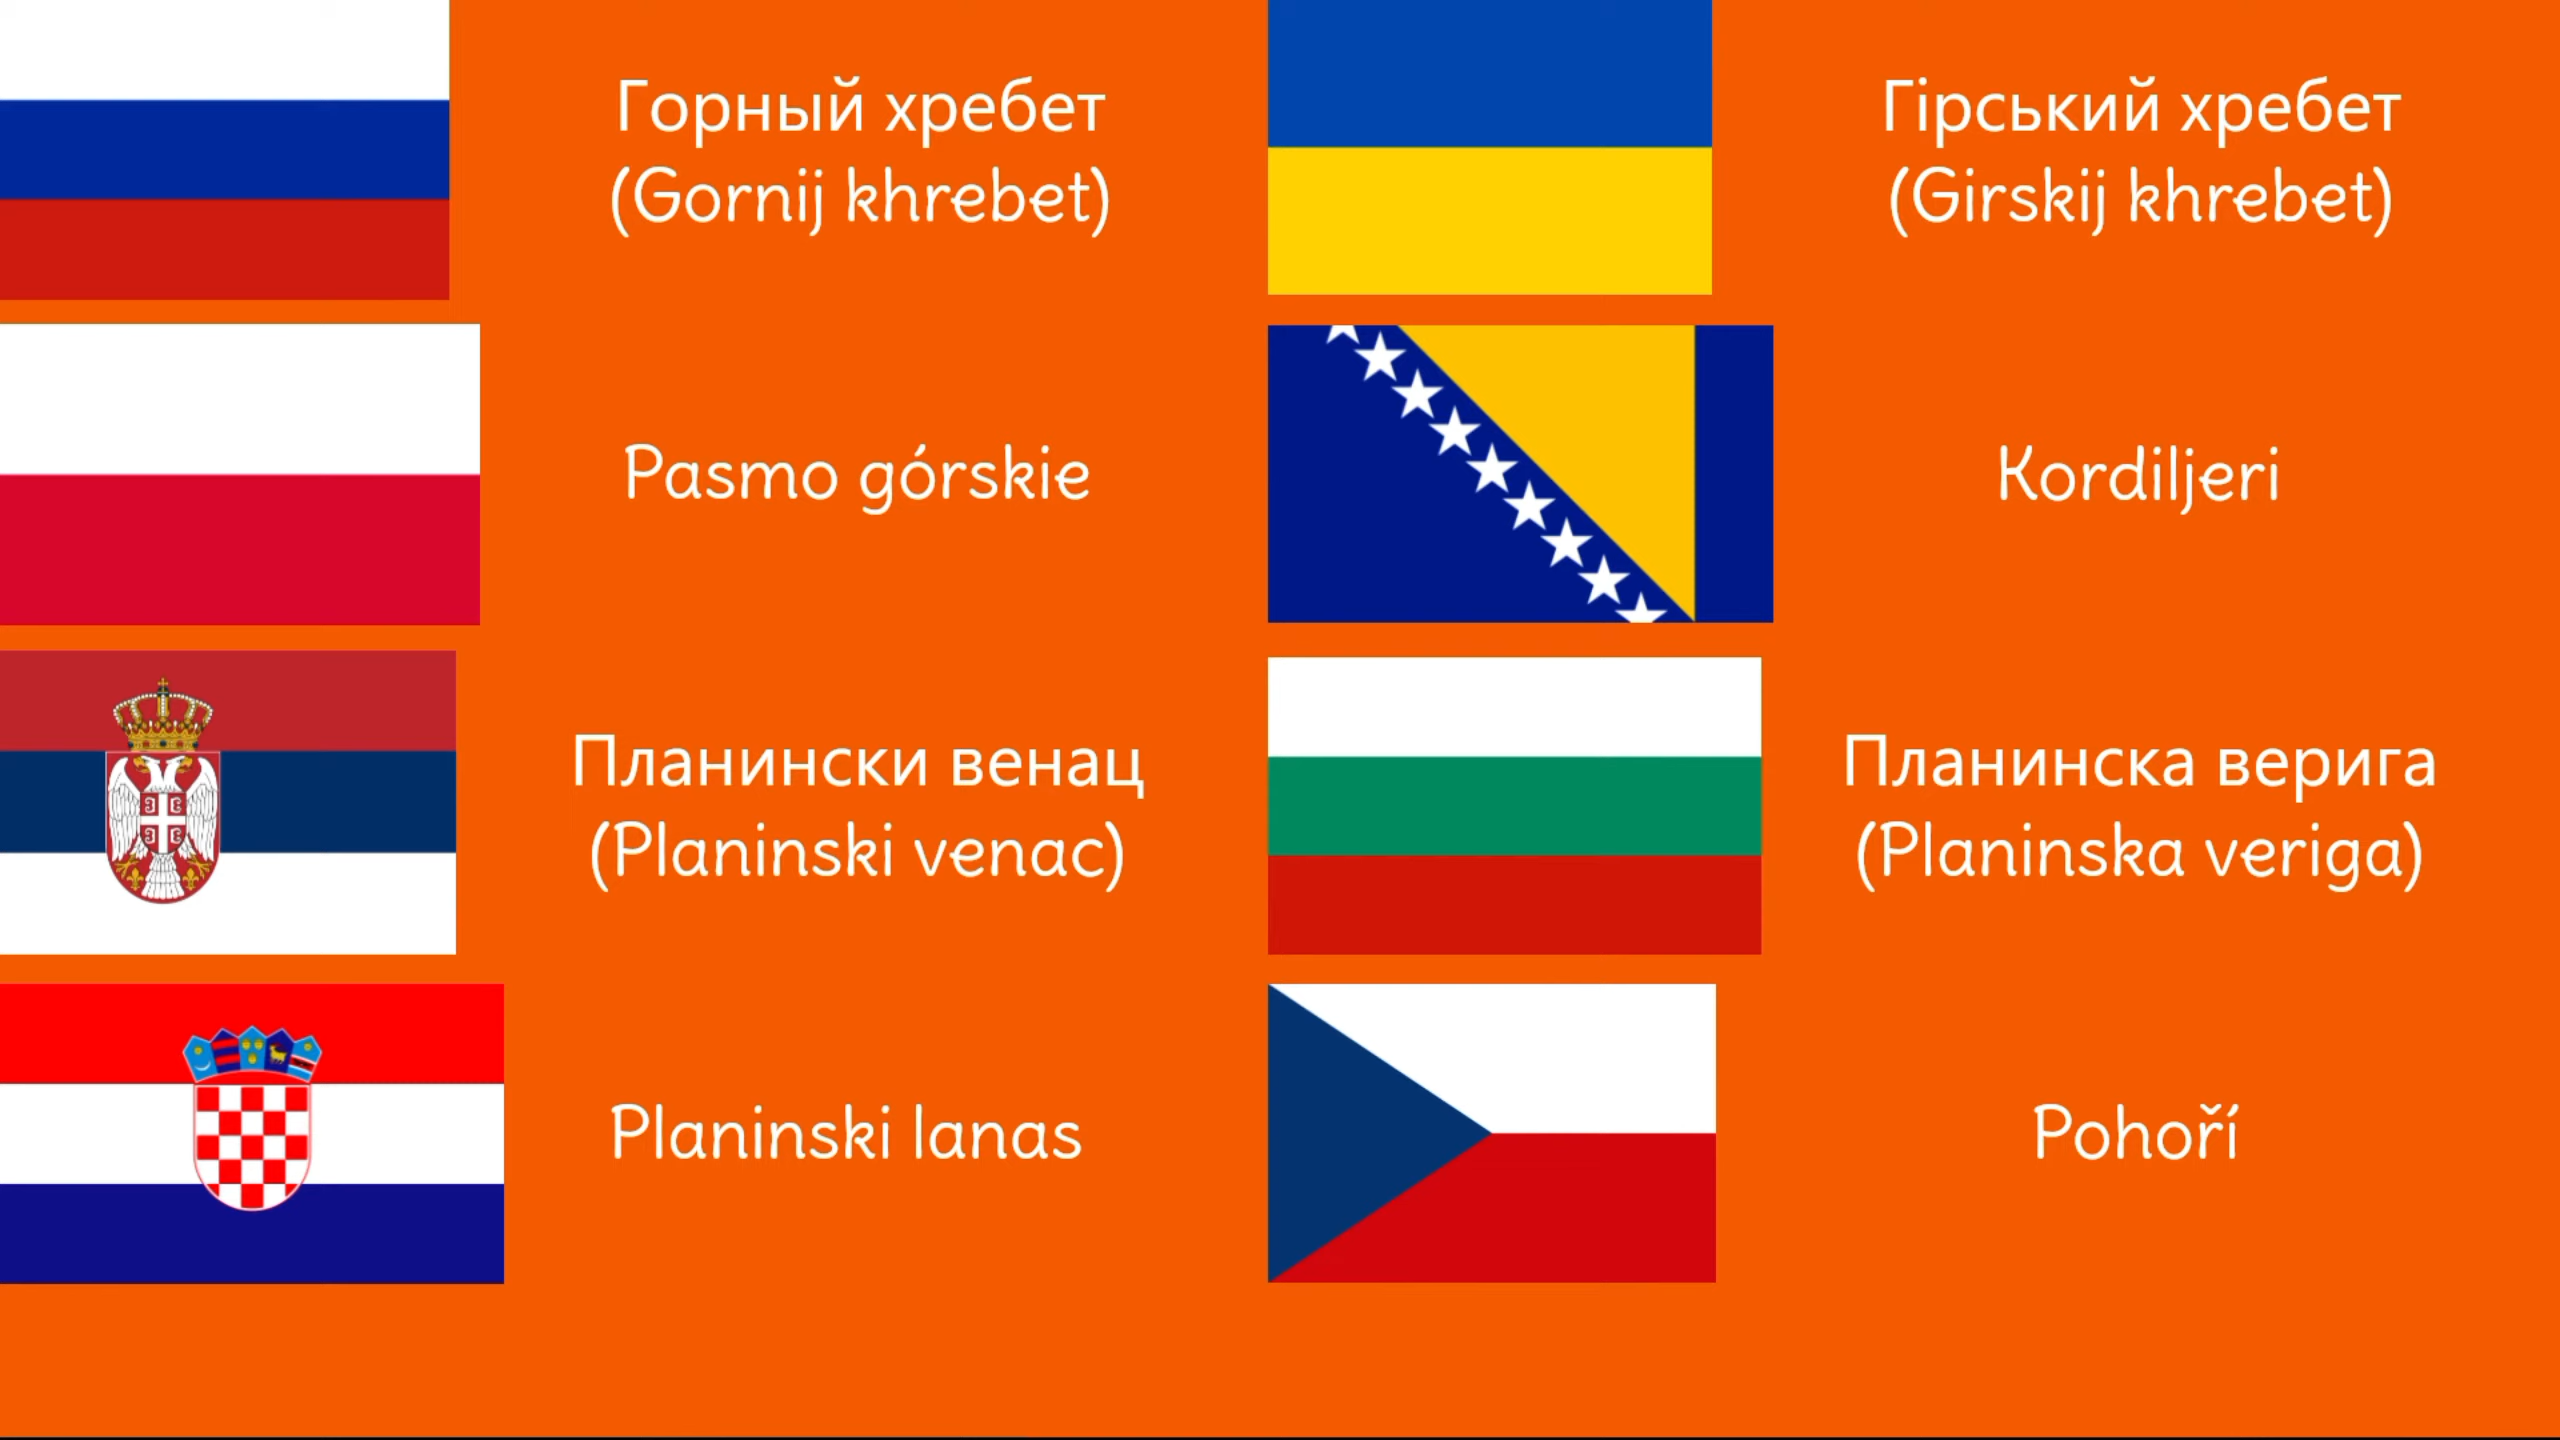 Горный хребет
(Gornij khrebet)
Гірський хребет
(Girskij khrebet)
Pasmo górskie
Kordiljeri
Планински венац
(Planinski venac)
Планинска верига
(Planinska veriga)
Planinski lanas
Pohoří